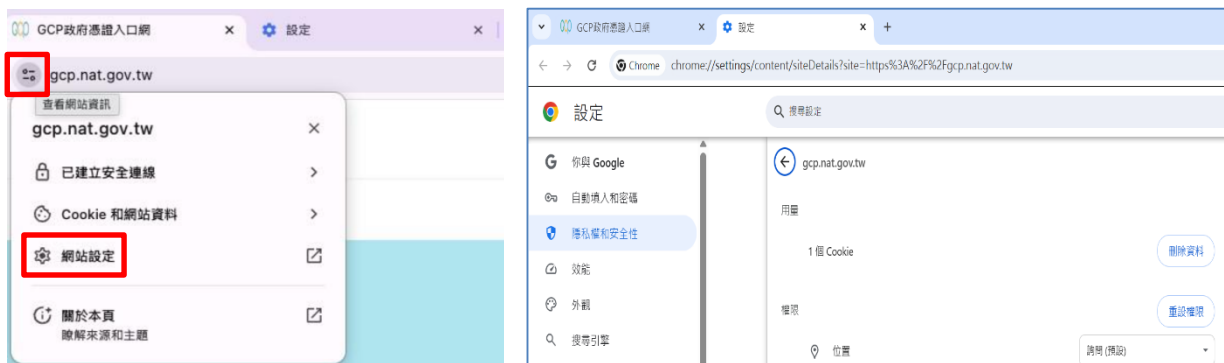 GCP政府憑證入口網 × 設定 ×
gcp.nat.gov.tw
查看網站資訊
gcp.nat.gov.tw ×
已建立安全連線
Cookie 和網站資料
網站設定
關於本頁
瞭解來源和主題
GCP政府憑證入口網 × 設定 × +
Chrome chrome://settings/content/siteDetails?site=https%3A%2F%2Fgcp.nat.gov.tw
設定
搜尋設定
你與 Google
自動填入和密碼
隱私權和安全性
效能
外觀
搜尋引擎
gcp.nat.gov.tw
用量
1 個 Cookie 刪除資料
權限 重設權限
位置 詢問 (預設)